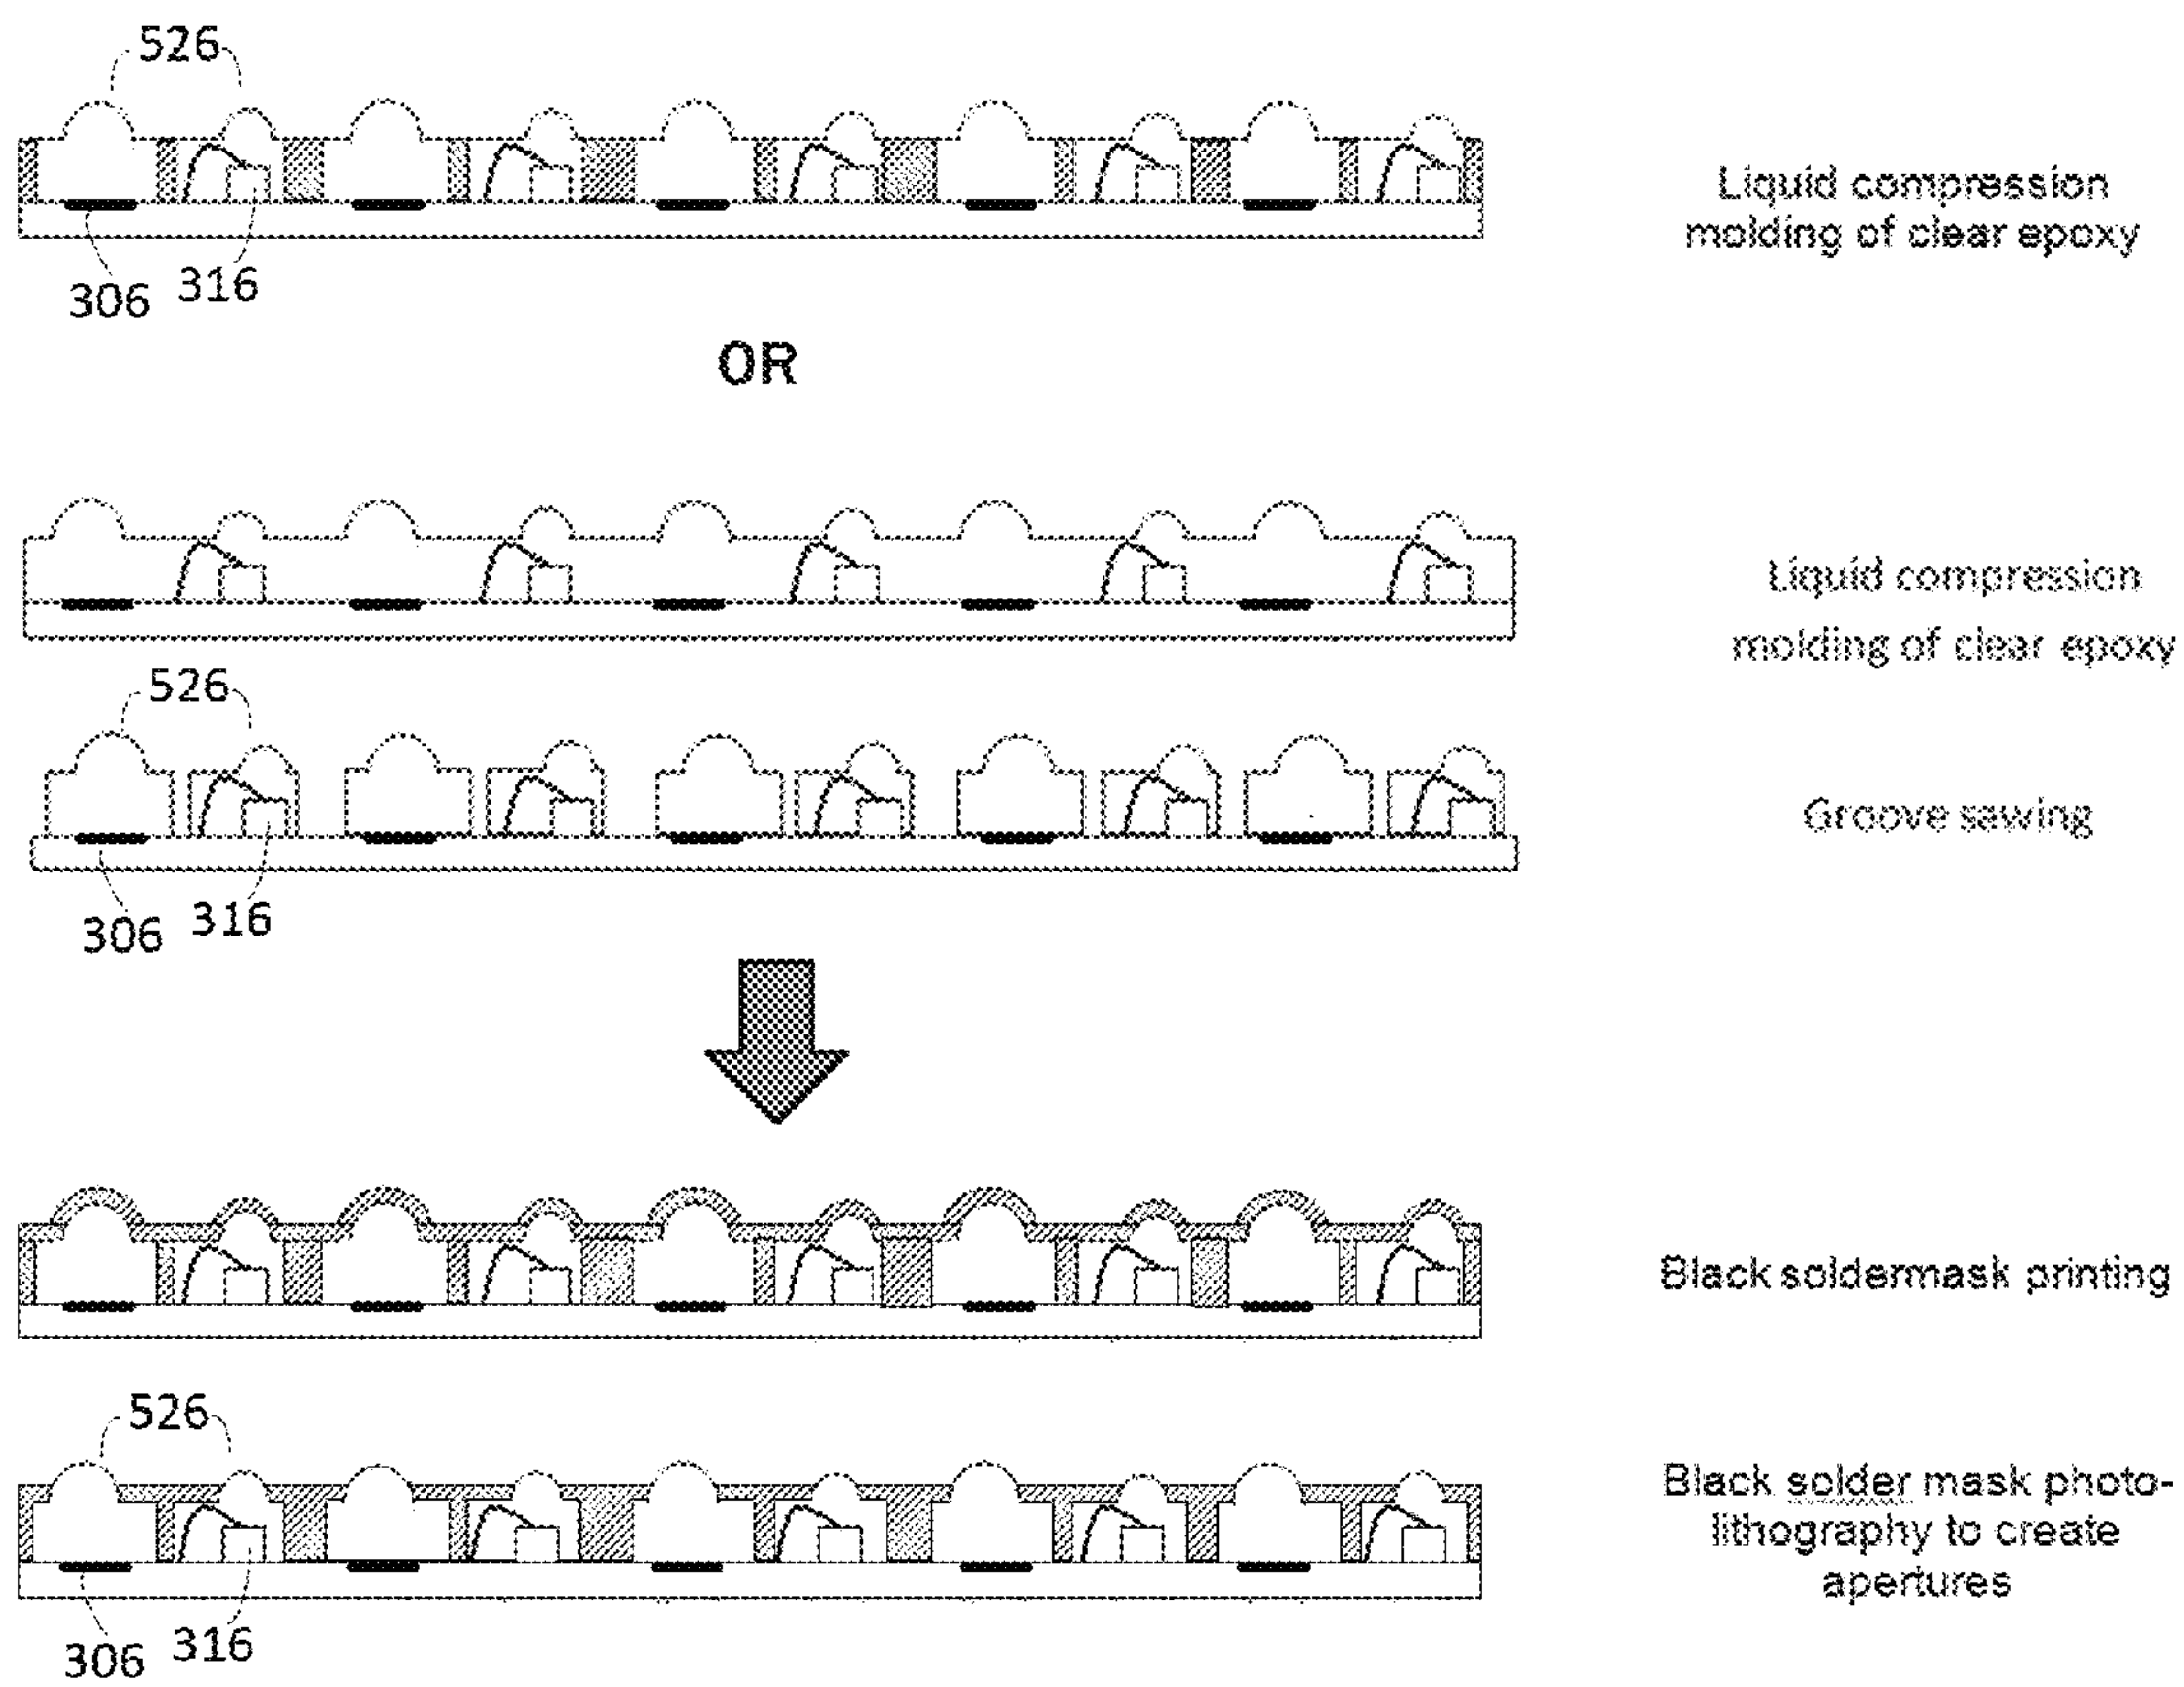 526
Liquid compression
molding of clear epoxy
306 316
OR
Liquid compression
molding of clear epoxy
526
Groove sawing
306 316
Black soldermask printing
526
Black solder mask photo-
lithography to create
apertures
306 316